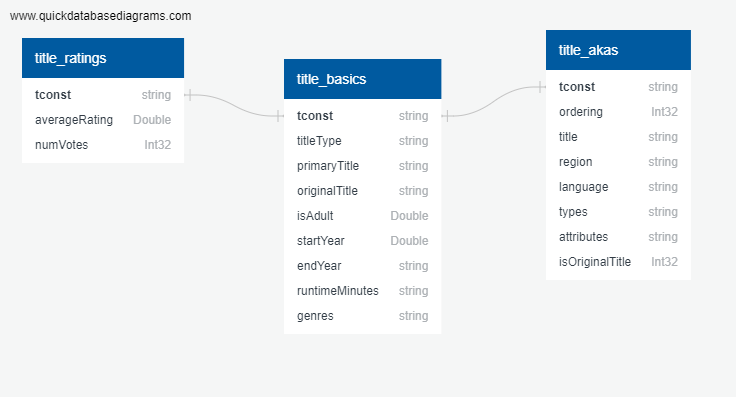 www.quickdatabasediagrams.com
title_ratings
tconst string
averageRating Double
numVotes Int32
title_basics
tconst string
titleType string
primaryTitle string
originalTitle string
isAdult Double
startYear Double
endYear string
runtimeMinutes string
genres string
title_akas
tconst string
ordering Int32
title string
region string
language string
types string
attributes string
isOriginalTitle Int32